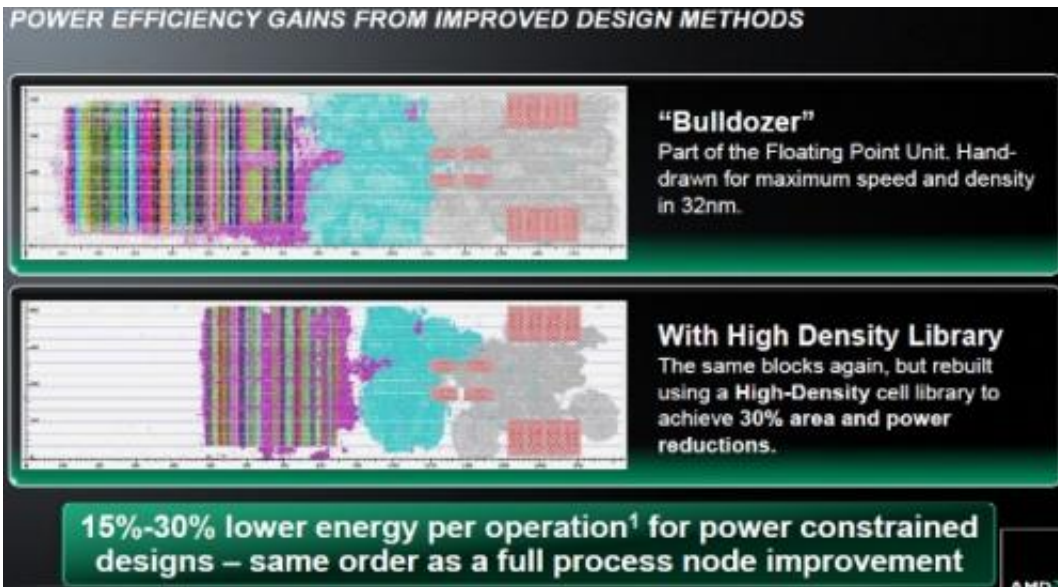 POWER EFFICIENCY GAINS FROM IMPROVED DESIGN METHODS
“Bulldozer”
Part of the Floating Point Unit. Hand-
drawn for maximum speed and density
in 32nm.
With High Density Library
The same blocks again, but rebuilt
using a High-Density cell library to
achieve 30% area and power
reductions.
15%-30% lower energy per operation¹ for power constrained
designs – same order as a full process node improvement
AMD